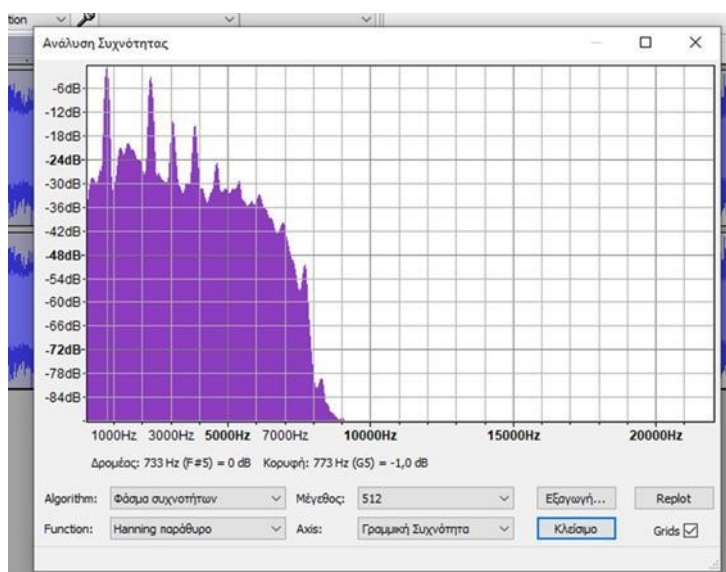 tion
Ανάλυση Συχνότητας
-6dB
-12dB
-18dB
-24dB
-30dB
-36dB
-42dB
-48dB
-54dB
-60dB
-66dB
-72dB
-78dB
-84dB
1000Hz 3000Hz 5000Hz 7000Hz 10000Hz 15000Hz 20000Hz
Δρομέας: 733 Hz (F#5) = 0 dB Κορυφή: 773 Hz (G5) = -1,0 dB
Algorithm: Φάσμα συχνοτήτων Μέγεθος: 512 Εξαγωγή... Replot
Function: Hanning παράθυρο Axis: Γραμμική Συχνότητα Κλείσιμο Grids